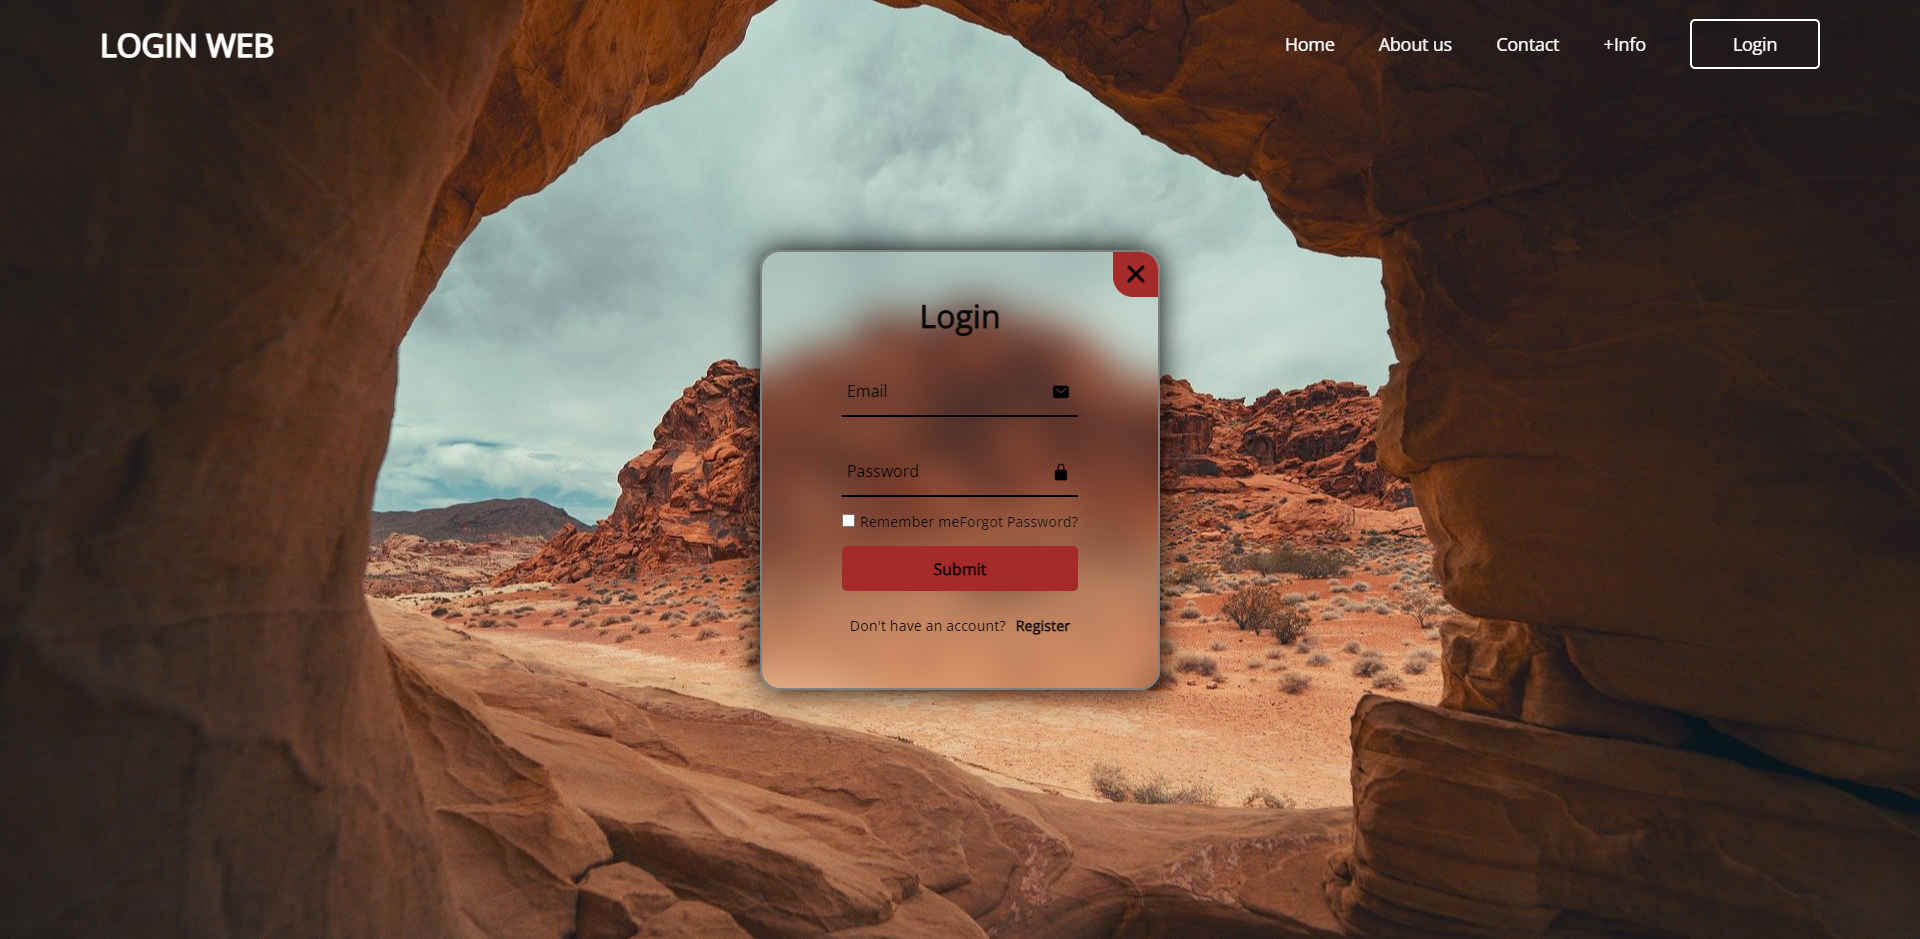 LOGIN WEB
Home About us Contact +Info Login
Login
Email
Password
Remember meForgot Password?
Submit
Don't have an account? Register